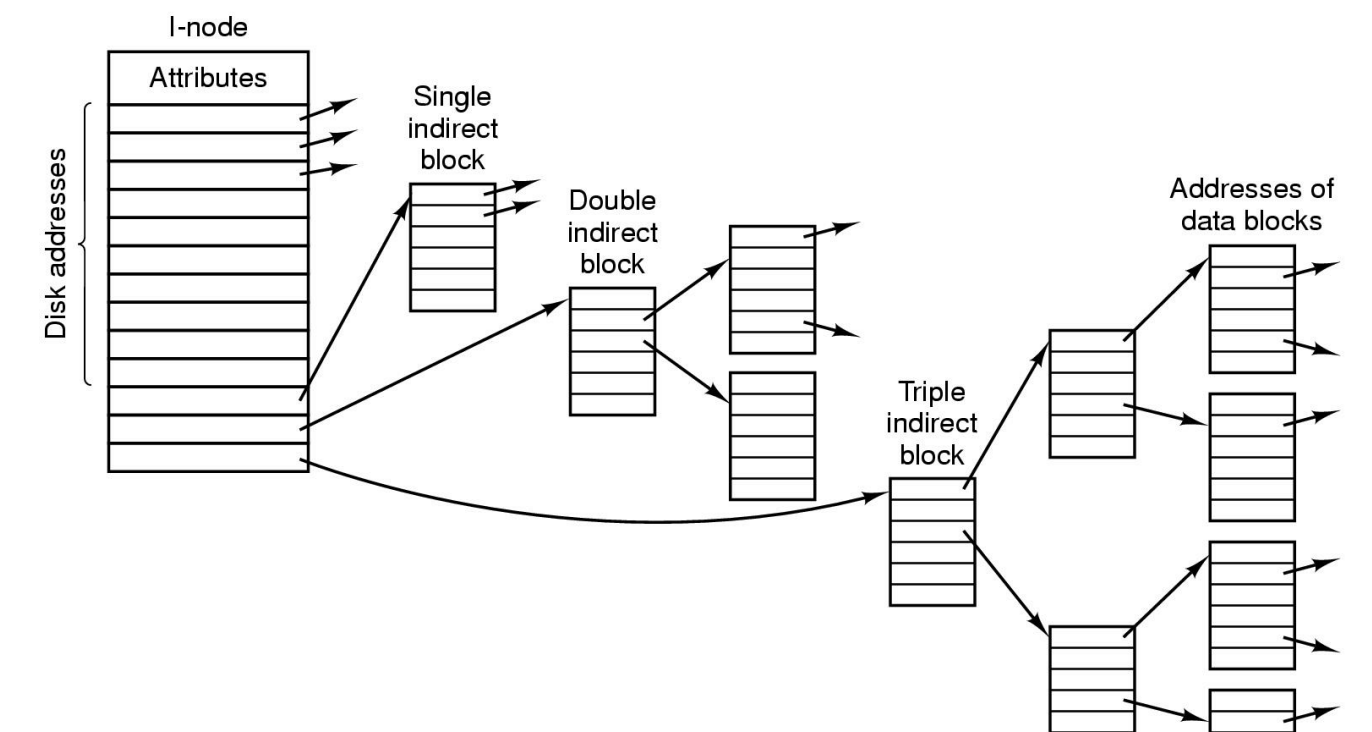 I-node
Attributes
Disk addresses
Single
indirect
block
Double
indirect
block
Triple
indirect
block
Addresses of
data blocks